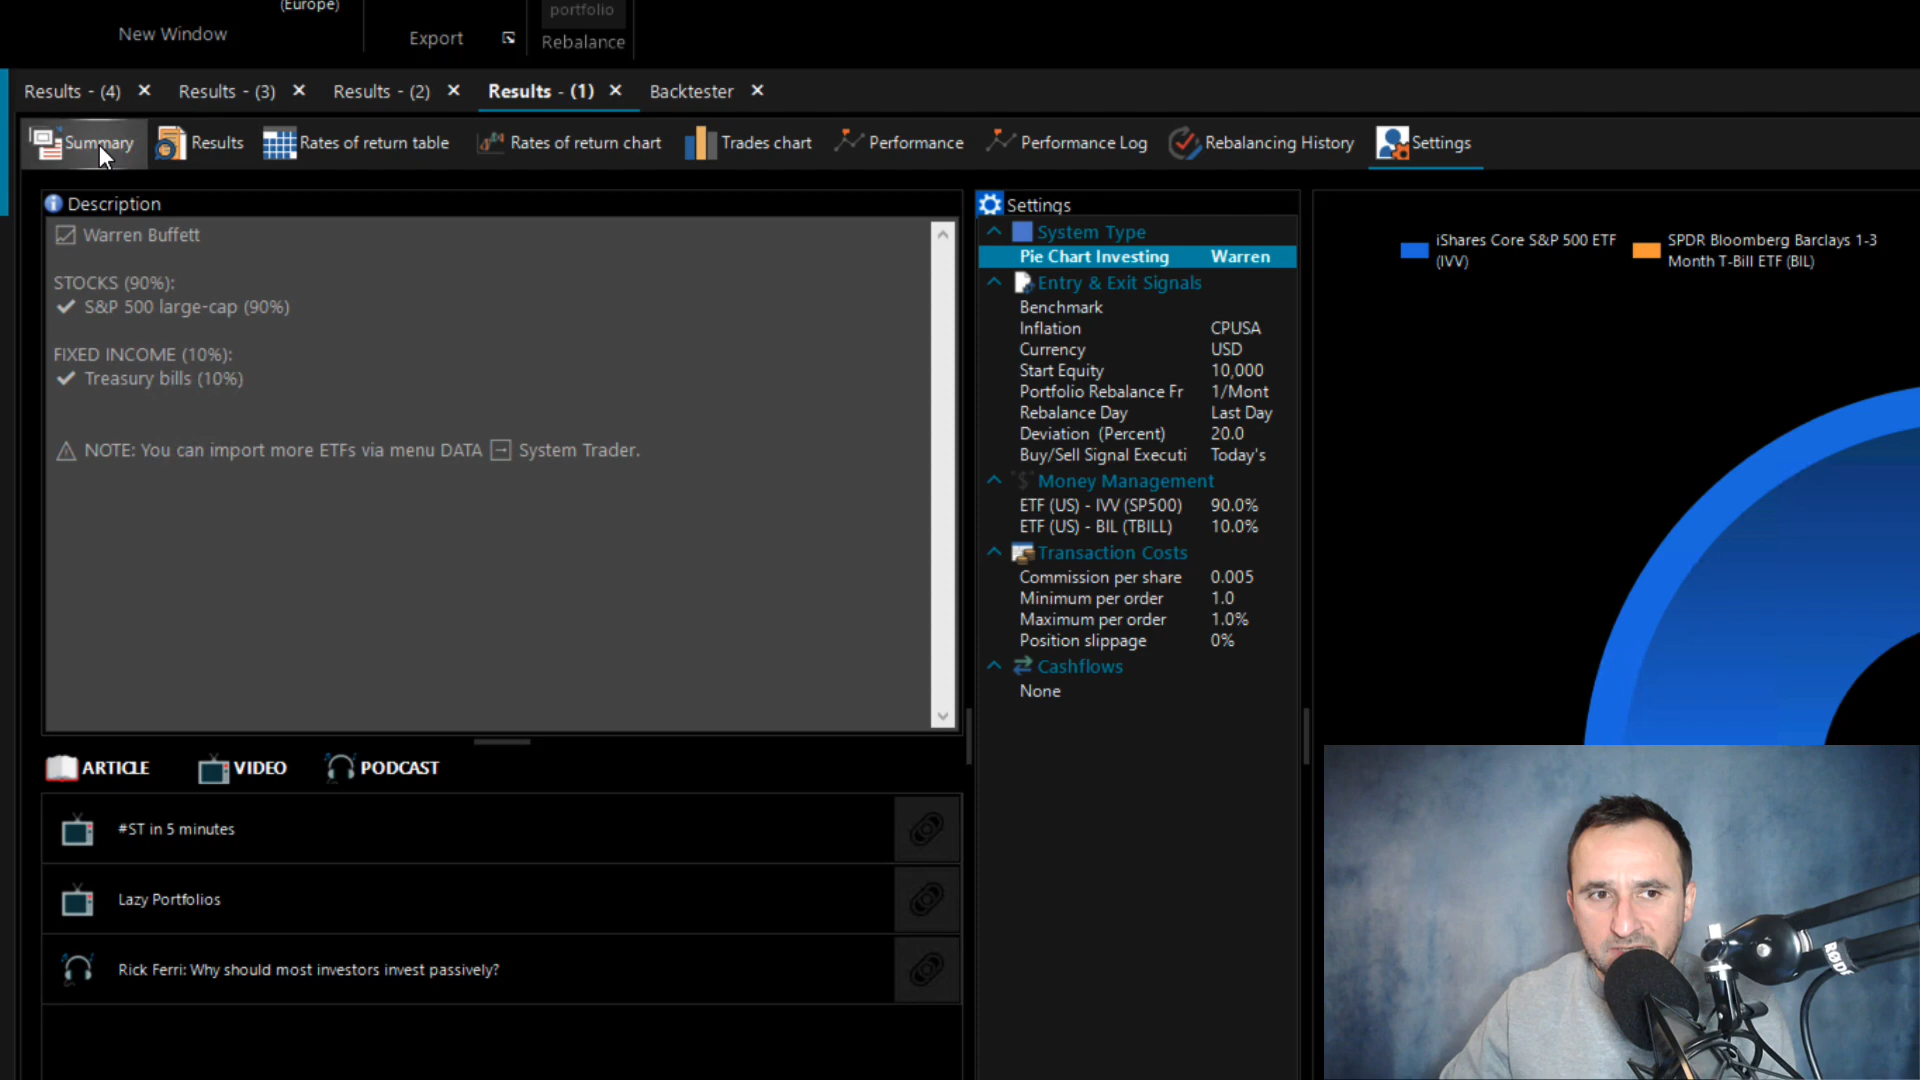 (Europe)
New Window
Export
portfolio
Rebalance
Results - (4)
Results - (3)
Results - (2)
Results - (1)
Backtester
Summary
Results
Rates of return table
Rates of return chart
Trades chart
Performance
Performance Log
Rebalancing History
Settings
Description
Warren Buffett
STOCKS (90%):
S&P 500 large-cap (90%)
FIXED INCOME (10%):
Treasury bills (10%)
NOTE: You can import more ETFs via menu DATA → System Trader.
Settings
System Type
Pie Chart Investing Warren
Entry & Exit Signals
Benchmark
Inflation CPUSA
Currency USD
Start Equity 10,000
Portfolio Rebalance Fr 1/Mont
Rebalance Day Last Day
Deviation (Percent) 20.0
Buy/Sell Signal Executi Today's
Money Management
ETF (US) - IVV (SP500) 90.0%
ETF (US) - BIL (TBILL) 10.0%
Transaction Costs
Commission per share 0.005
Minimum per order 1.0
Maximum per order 1.0%
Position slippage 0%
Cashflows
None
iShares Core S&P 500 ETF
(IVV)
SPDR Bloomberg Barclays 1-3
Month T-Bill ETF (BIL)
ARTICLE
VIDEO
PODCAST
#ST in 5 minutes
Lazy Portfolios
Rick Ferri: Why should most investors invest passively?
RØDE